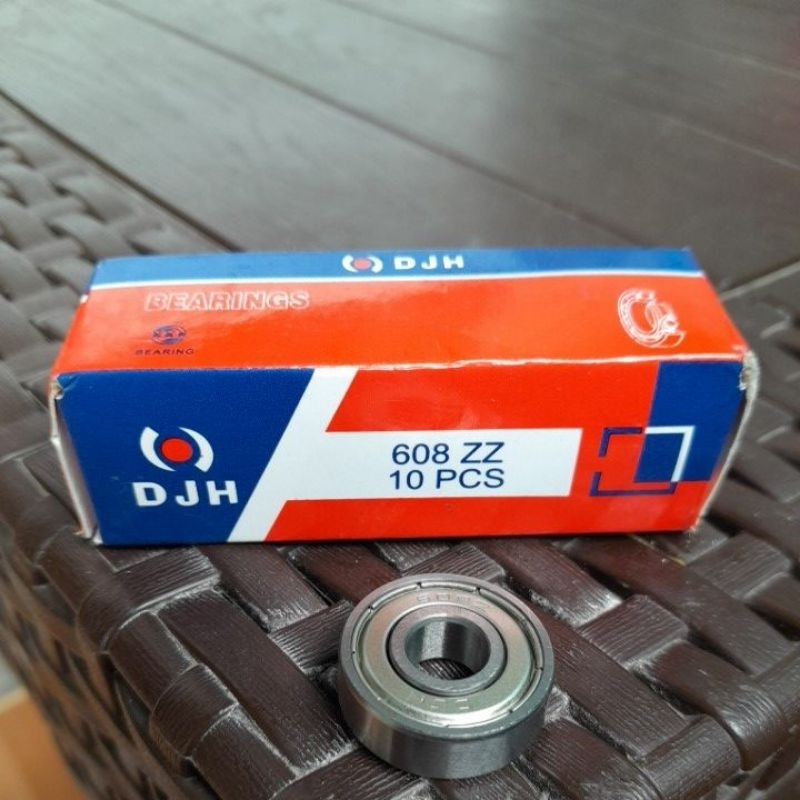 DJH
BEARINGS
BEARING
DJH
608 ZZ
10 PCS